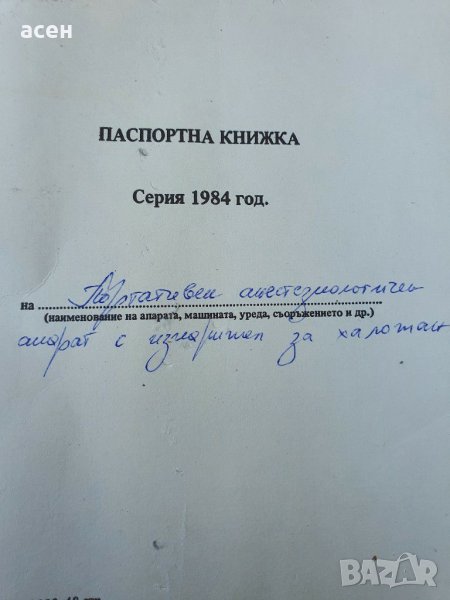 асен
ПАСПОРТНА КНИЖКА
Серия 1984 год.
на Портативен анестезиологичен
(наименование на апарата, машината, уреда, съоръжението и др.)
апарат с изпарител за халотан
BAZAR